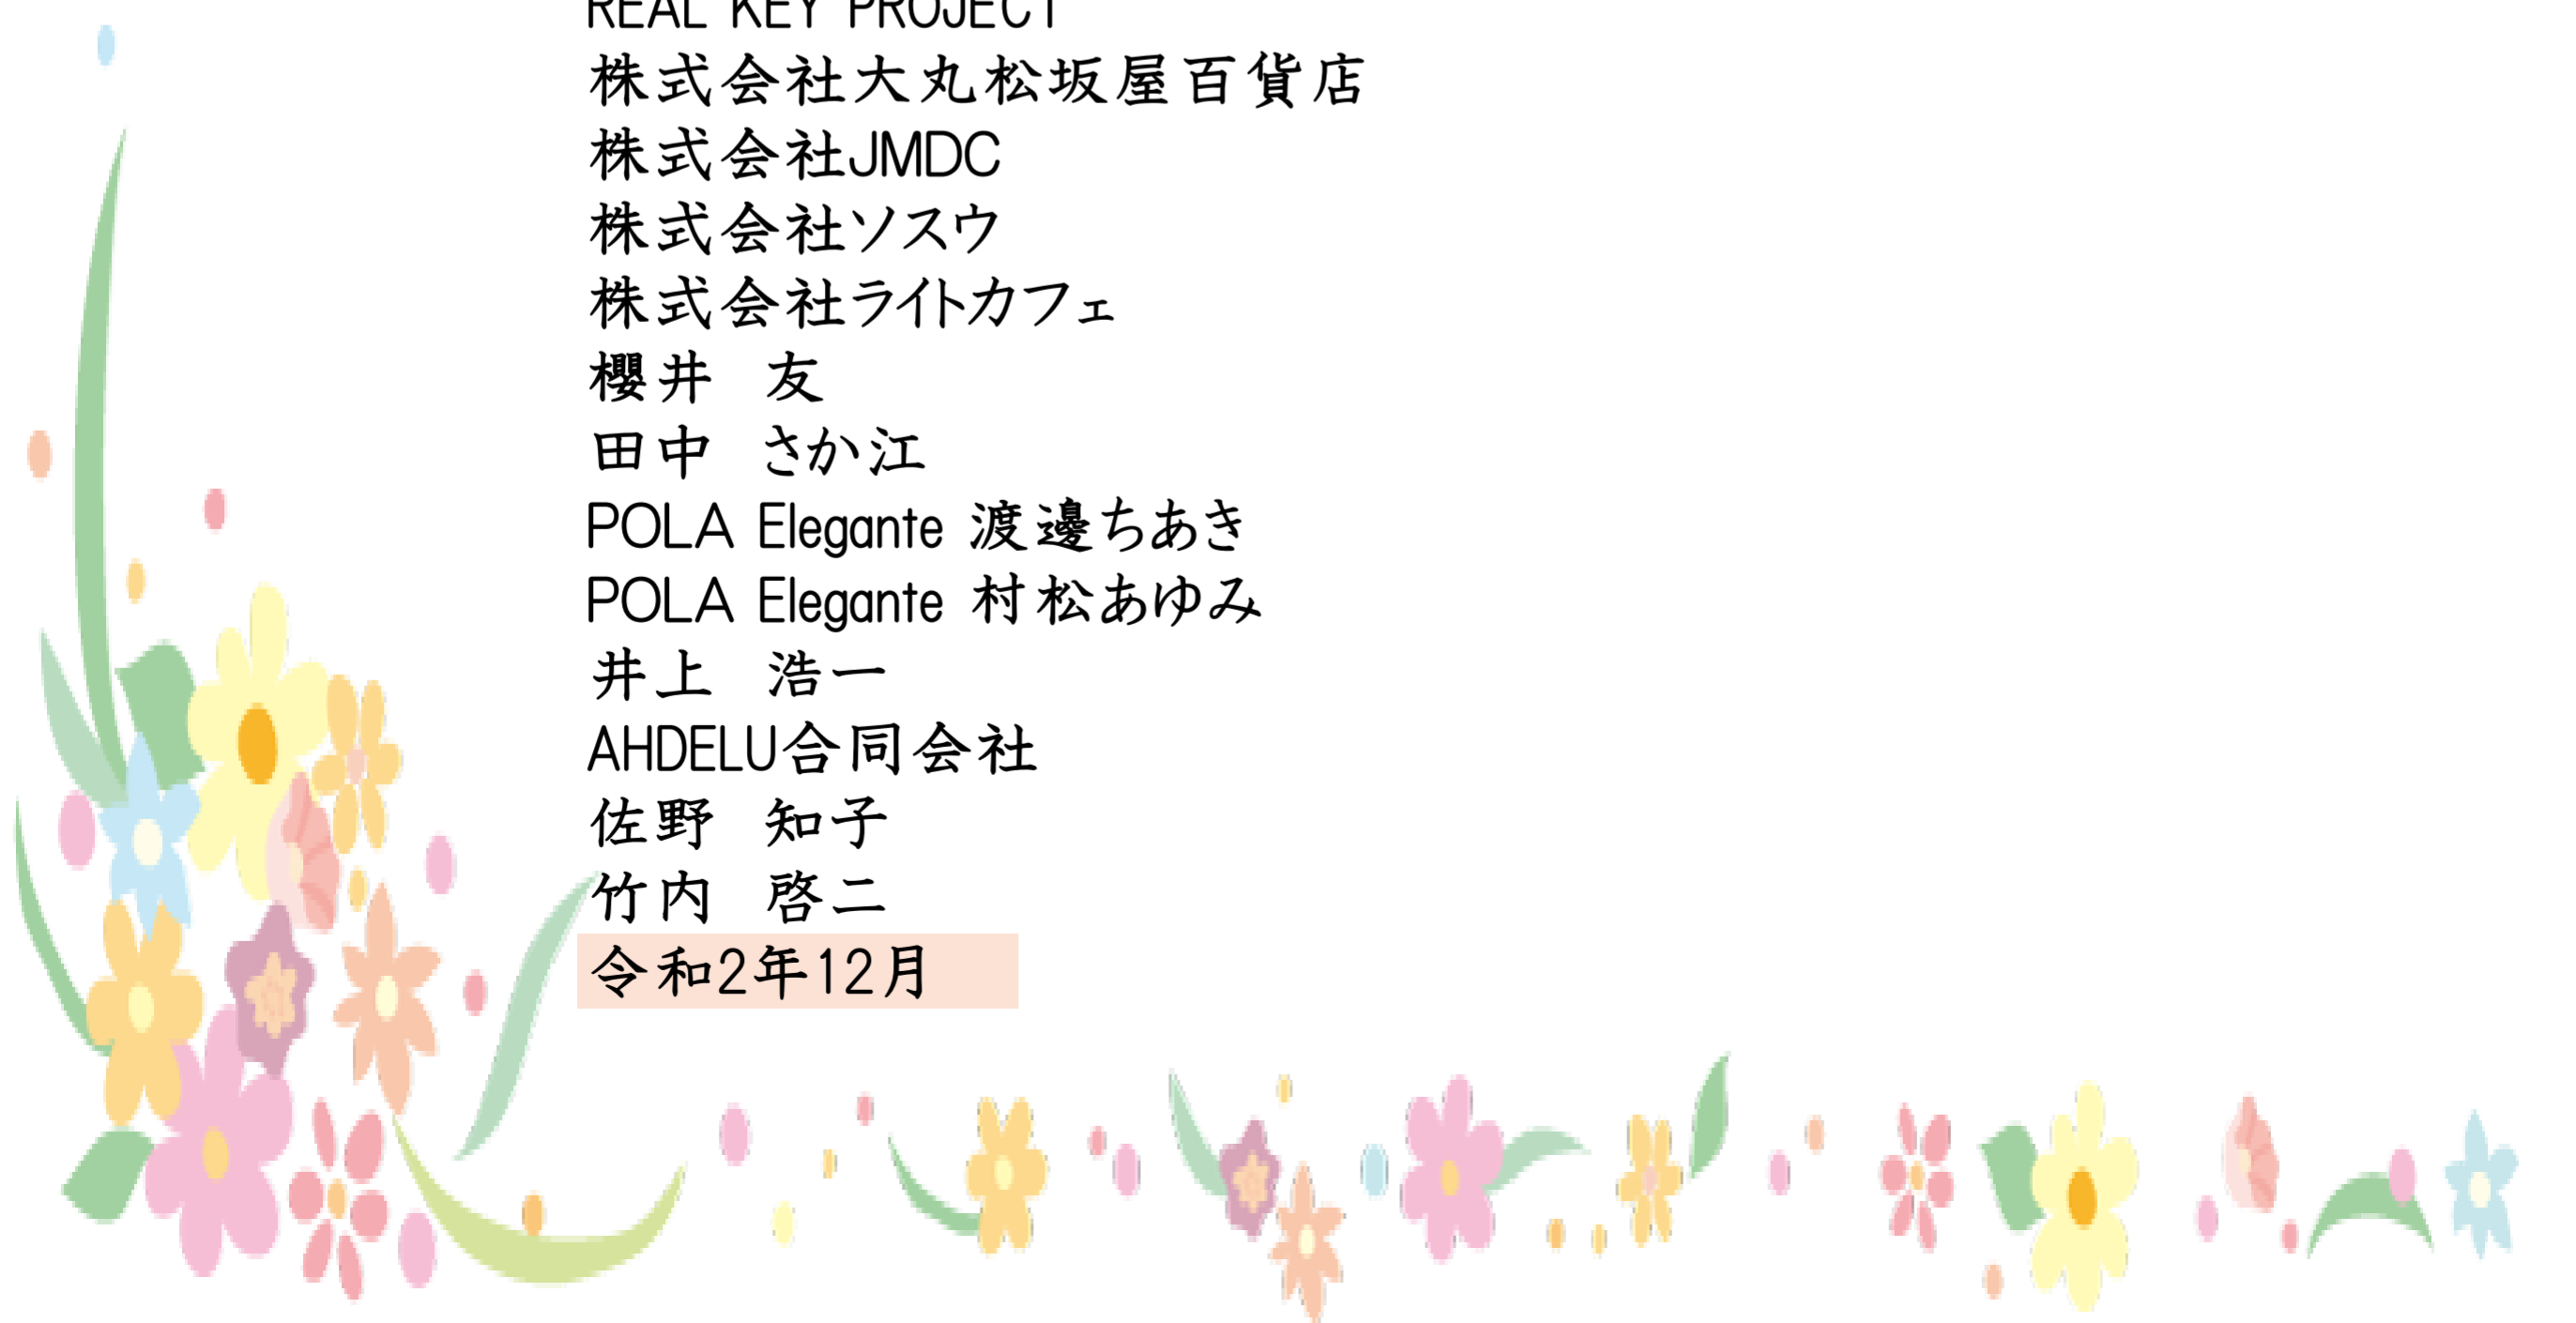 REAL KEY PROJECT
株式会社大丸松坂屋百貨店
株式会社JMDC
株式会社ソスウ
株式会社ライトカフェ
櫻井　友
田中　さか江
POLA Elegante 渡邊ちあき
POLA Elegante 村松あゆみ
井上　浩一
AHDELU合同会社
佐野　知子
竹内　啓二
令和2年12月